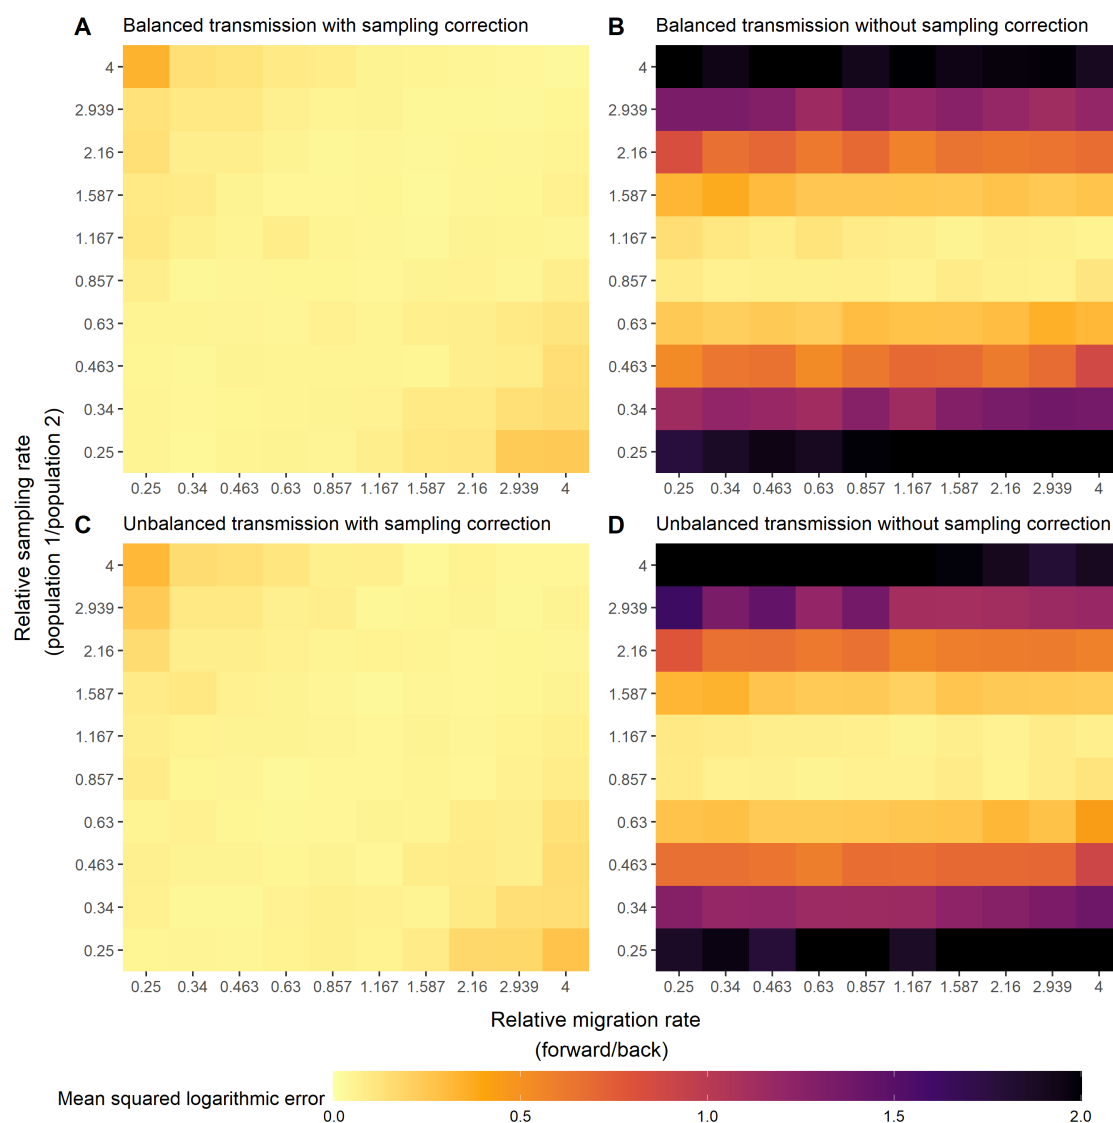 A Balanced transmission with sampling correction
4
2.939
2.16
1.587
1.167
0.857
0.63
0.463
0.34
0.25
0.25 0.34 0.463 0.63 0.857 1.167 1.587 2.16 2.939 4
B Balanced transmission without sampling correction
4
2.939
2.16
1.587
1.167
0.857
0.63
0.463
0.34
0.25
0.25 0.34 0.463 0.63 0.857 1.167 1.587 2.16 2.939 4
C Unbalanced transmission with sampling correction
4
2.939
2.16
1.587
1.167
0.857
0.63
0.463
0.34
0.25
0.25 0.34 0.463 0.63 0.857 1.167 1.587 2.16 2.939 4
D Unbalanced transmission without sampling correction
4
2.939
2.16
1.587
1.167
0.857
0.63
0.463
0.34
0.25
0.25 0.34 0.463 0.63 0.857 1.167 1.587 2.16 2.939 4
Relative sampling rate
(population 1/population 2)
Relative migration rate
(forward/back)
Mean squared logarithmic error
0.0 0.5 1.0 1.5 2.0